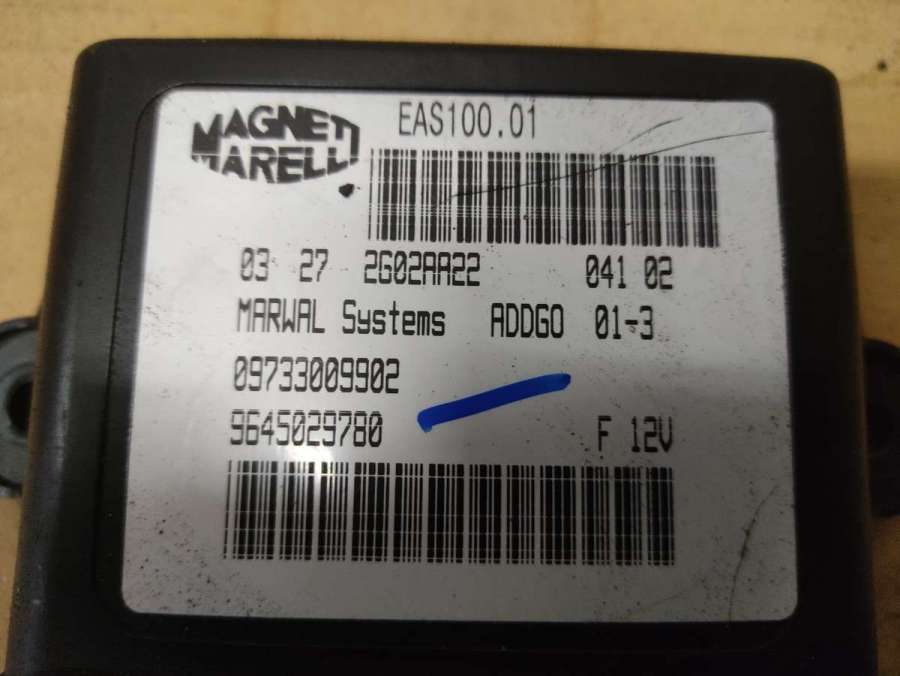 MAGNETI
MARELLI
EAS100.01
03 27 2G02AA22 041 02
MARWAL Systems ADDGO 01-3
09733009902
9645029780 F 12V